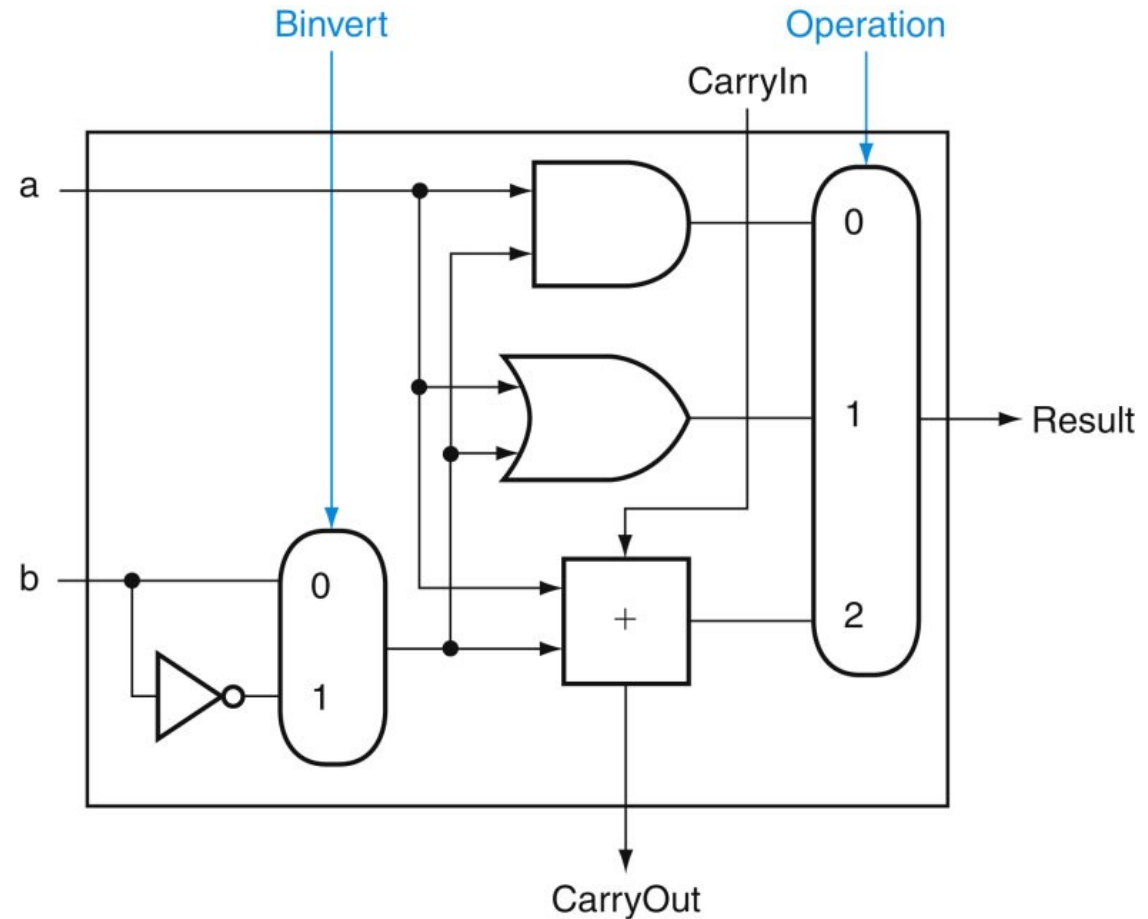 Binvert
Operation
CarryIn
a
0
1
Result
b
0
+
2
1
CarryOut